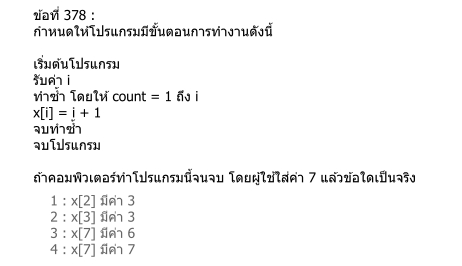 ข้อที่ 378 :
กำหนดให้โปรแกรมมีขั้นตอนการทำงานดังนี้
เริ่มต้นโปรแกรม
รับค่า i
ทำซ้ำ โดยให้ count = 1 ถึง i
x[i] = i + 1
จบทำซ้ำ
จบโปรแกรม
ถ้าคอมพิวเตอร์ทำโปรแกรมนี้จนจบ โดยผู้ใช้ใส่ค่า 7 แล้วข้อใดเป็นจริง
1 : x[2] มีค่า 3
2 : x[3] มีค่า 3
3 : x[7] มีค่า 6
4 : x[7] มีค่า 7